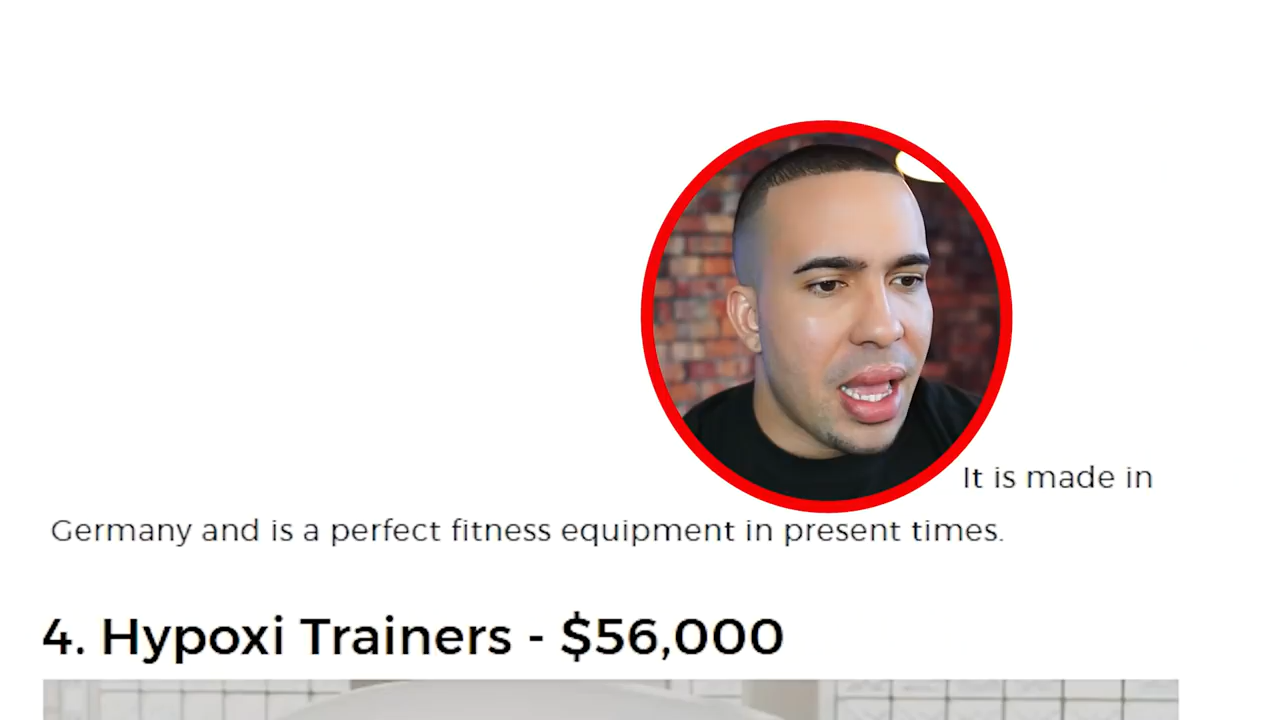 It is made in
Germany and is a perfect fitness equipment in present times.
4. Hypoxi Trainers - $56,000